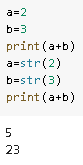 a=2
b=3
print(a+b)
a=str(2)
b=str(3)
print(a+b)
5
23